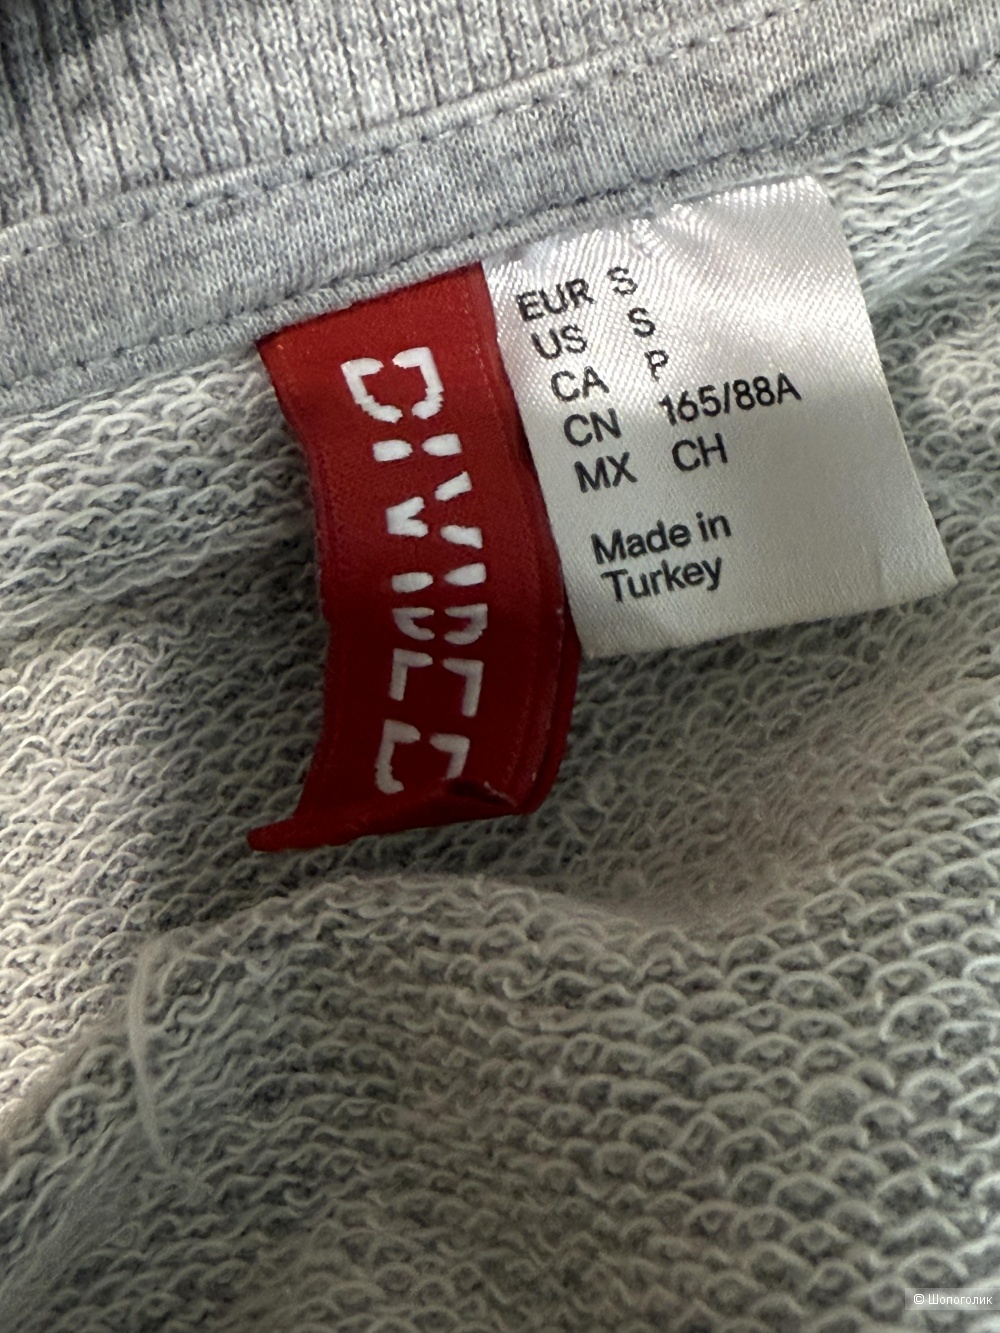 DIVIDED
EUR S
US S
CA P
CN 165/88A
MX CH
Made in
Turkey
© Шопоголик